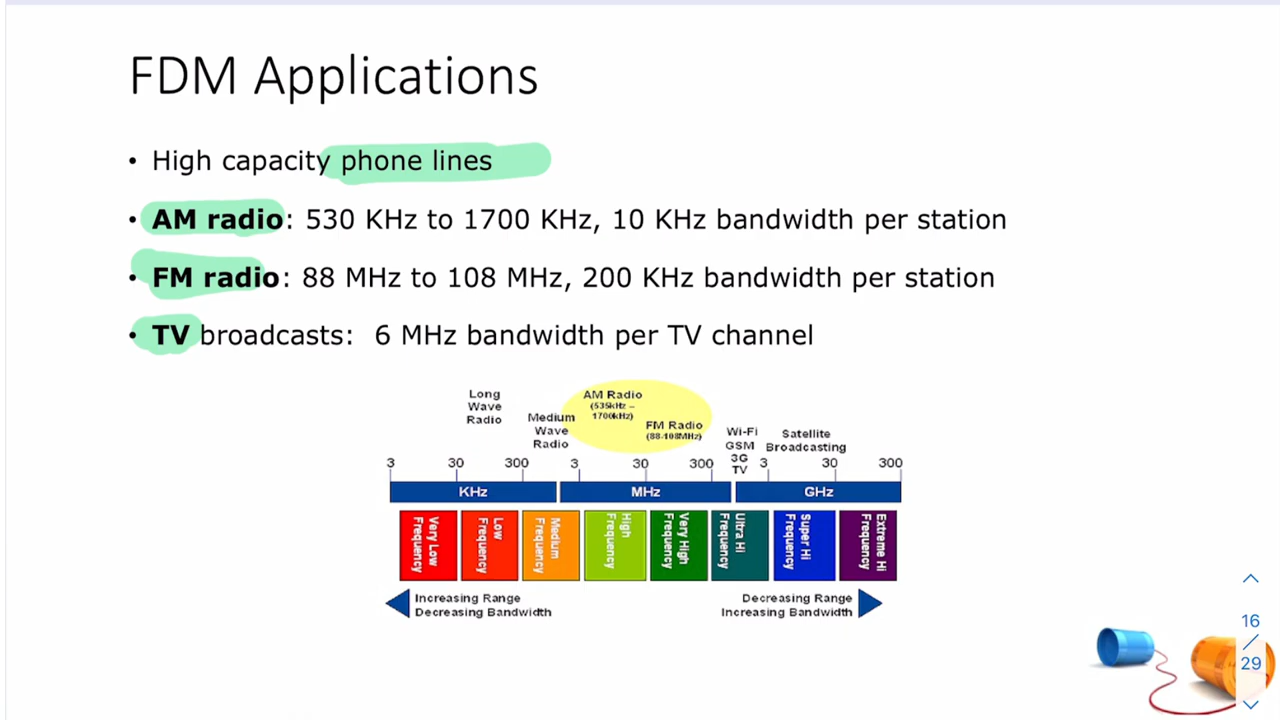 FDM Applications
• High capacity phone lines
• AM radio: 530 KHz to 1700 KHz, 10 KHz bandwidth per station
• FM radio: 88 MHz to 108 MHz, 200 KHz bandwidth per station
• TV broadcasts: 6 MHz bandwidth per TV channel
Long
Wave
Radio
Medium
Wave
Radio
AM Radio
(535kHz –
1700kHz)
FM Radio
(88-108MHz)
Wi-Fi
GSM
3G
TV
Satellite
Broadcasting
3 30 300 3 30 300 3 30 300
KHz MHz GHz
Very Low
Frequency
Low
Frequency
Medium
Frequency
High
Frequency
Very High
Frequency
Ultra Hi
Frequency
Super Hi
Frequency
Extreme Hi
Frequency
Increasing Range
Decreasing Bandwidth
Decreasing Range
Increasing Bandwidth
16
/
29